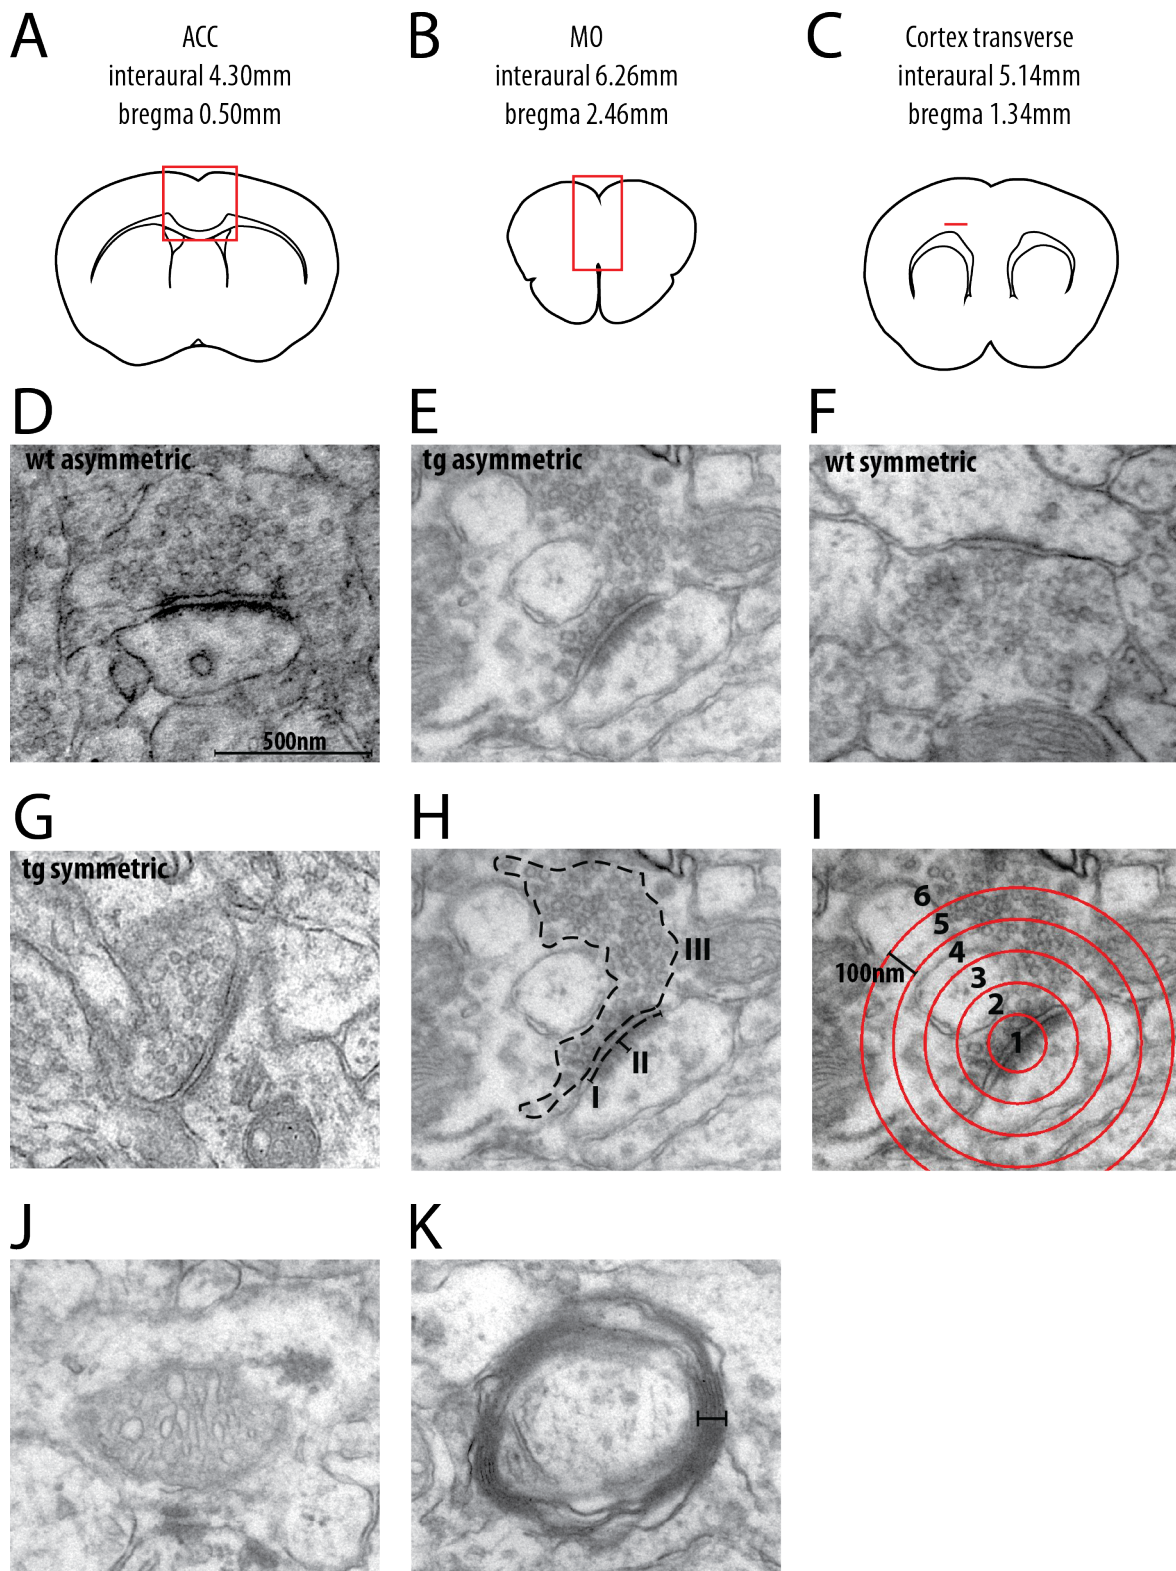 A
ACC
interaural 4.30mm
bregma 0.50mm
B
MO
interaural 6.26mm
bregma 2.46mm
C
Cortex transverse
interaural 5.14mm
bregma 1.34mm
D
wt asymmetric
500nm
E
tg asymmetric
F
wt symmetric
G
tg symmetric
H
III
II
I
I
6
5
4
100nm
3
2
1
J
K